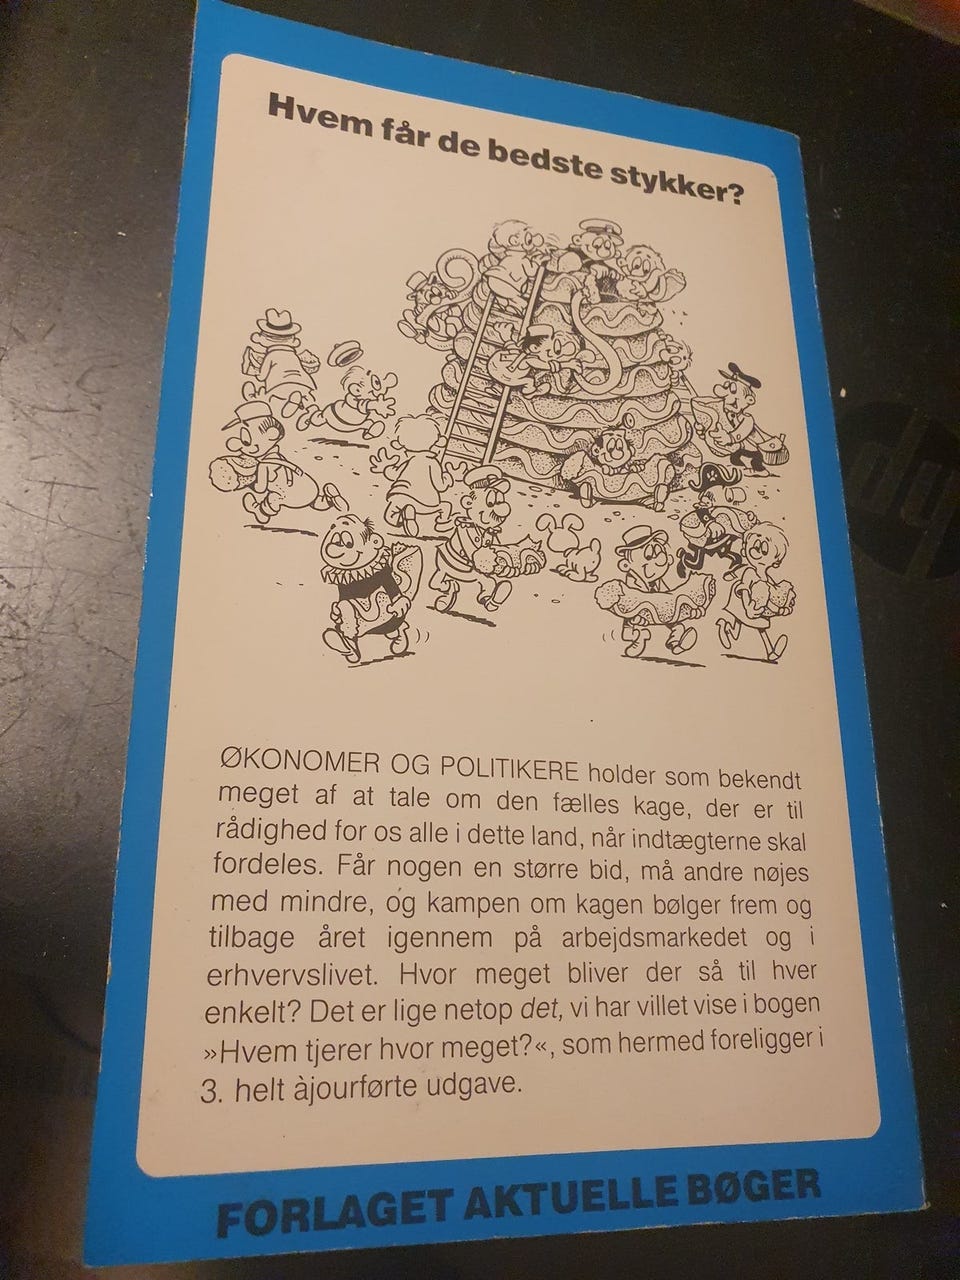 Hvem får de bedste stykker?
ØKONOMER OG POLITIKERE holder som bekendt
meget af at tale om den fælles kage, der er til
rådighed for os alle i dette land, når indtægterne skal
fordeles. Får nogen en større bid, må andre nøjes
med mindre, og kampen om kagen bølger frem og
tilbage året igennem på arbejdsmarkedet og i
erhvervslivet. Hvor meget bliver der så til hver
enkelt? Det er lige netop det, vi har villet vise i bogen
»Hvem tjerer hvor meget?«, som hermed foreligger i
3. helt àjourførte udgave.
FORLAGET AKTUELLE BØGER
hp